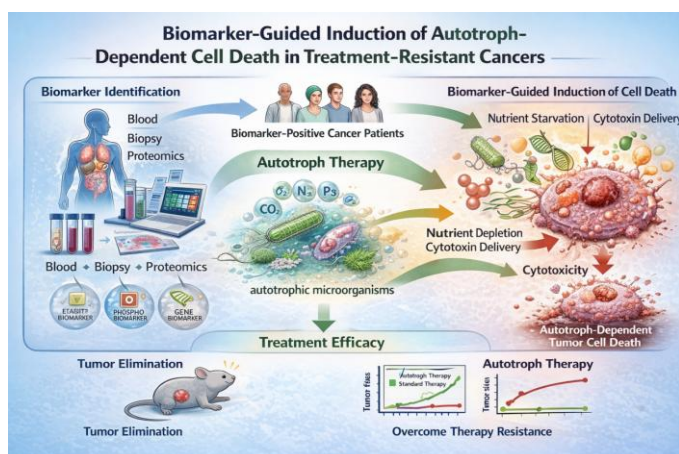 Biomarker-Guided Induction of Autotroph-
Dependent Cell Death in Treatment-Resistant Cancers
Biomarker Identification
Blood
Biopsy
Proteomics
Blood + Biopsy + Proteomics
BIOMARKER
PHOSPHO
BIOMARKER
GENE
BIOMARKER
Biomarker-Positive Cancer Patients
Autotroph Therapy
CO₂
autotrophic microorganisms
Biomarker-Guided Induction of Cell Death
Nutrient Starvation
Cytotoxin Delivery
Nutrient Depletion
Cytotoxin Delivery
Cytotoxicity
Autotroph-Dependent
Tumor Cell Death
Treatment Efficacy
Tumor Elimination
Tumor Elimination
Autotroph Therapy
Standard Therapy
Autotroph Therapy
Overcome Therapy Resistance